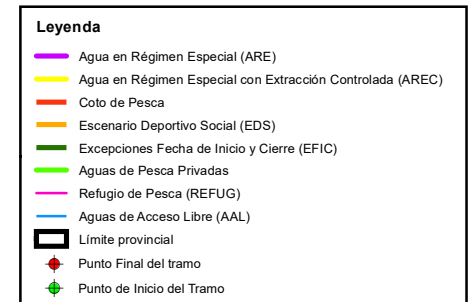 Leyenda
Agua en Régimen Especial (ARE)
Agua en Régimen Especial con Extracción Controlada (AREC)
Coto de Pesca
Escenario Deportivo Social (EDS)
Excepciones Fecha de Inicio y Cierre (EFIC)
Aguas de Pesca Privadas
Refugio de Pesca (REFUG)
Aguas de Acceso Libre (AAL)
Límite provincial
Punto Final del tramo
Punto de Inicio del Tramo